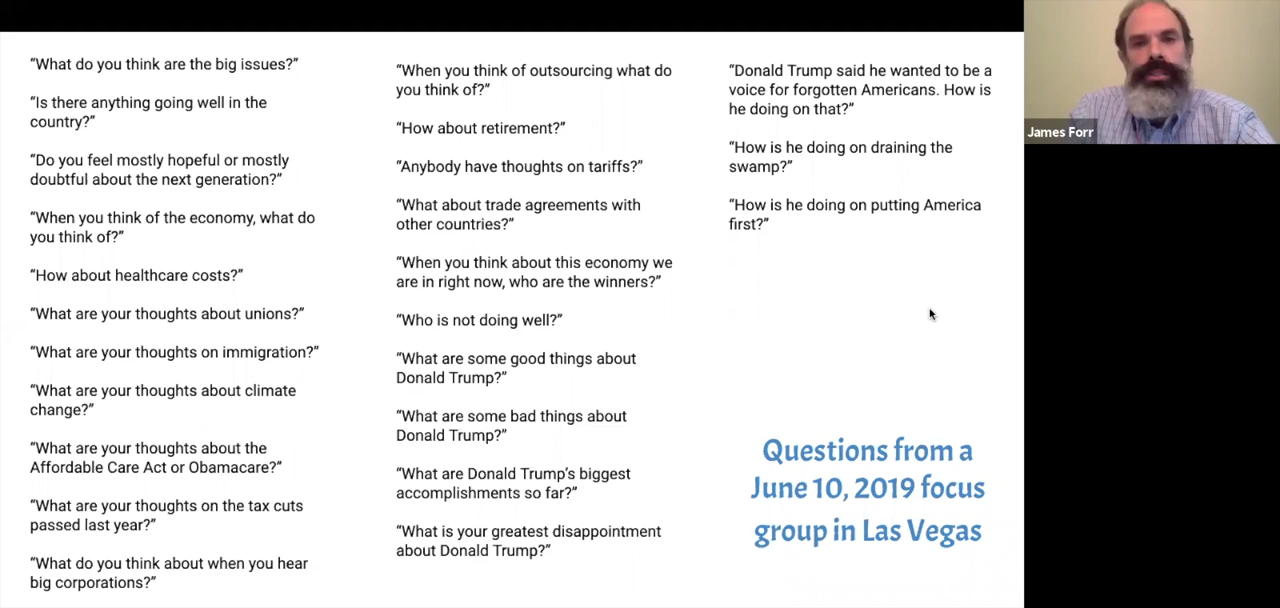 “What do you think are the big issues?”
“Is there anything going well in the
country?”
“Do you feel mostly hopeful or mostly
doubtful about the next generation?”
“When you think of the economy, what do
you think of?”
“How about healthcare costs?”
“What are your thoughts about unions?”
“What are your thoughts on immigration?”
“What are your thoughts about climate
change?”
“What are your thoughts about the
Affordable Care Act or Obamacare?”
“What are your thoughts on the tax cuts
passed last year?”
“What do you think about when you hear
big corporations?”
“When you think of outsourcing what do
you think of?”
“How about retirement?”
“Anybody have thoughts on tariffs?”
“What about trade agreements with
other countries?”
“When you think about this economy we
are in right now, who are the winners?”
“Who is not doing well?”
“What are some good things about
Donald Trump?”
“What are some bad things about
Donald Trump?”
“What are Donald Trump’s biggest
accomplishments so far?”
“What is your greatest disappointment
about Donald Trump?”
“Donald Trump said he wanted to be a
voice for forgotten Americans. How is
he doing on that?”
“How is he doing on draining the
swamp?”
“How is he doing on putting America
first?”
Questions from a
June 10, 2019 focus
group in Las Vegas
James Forr